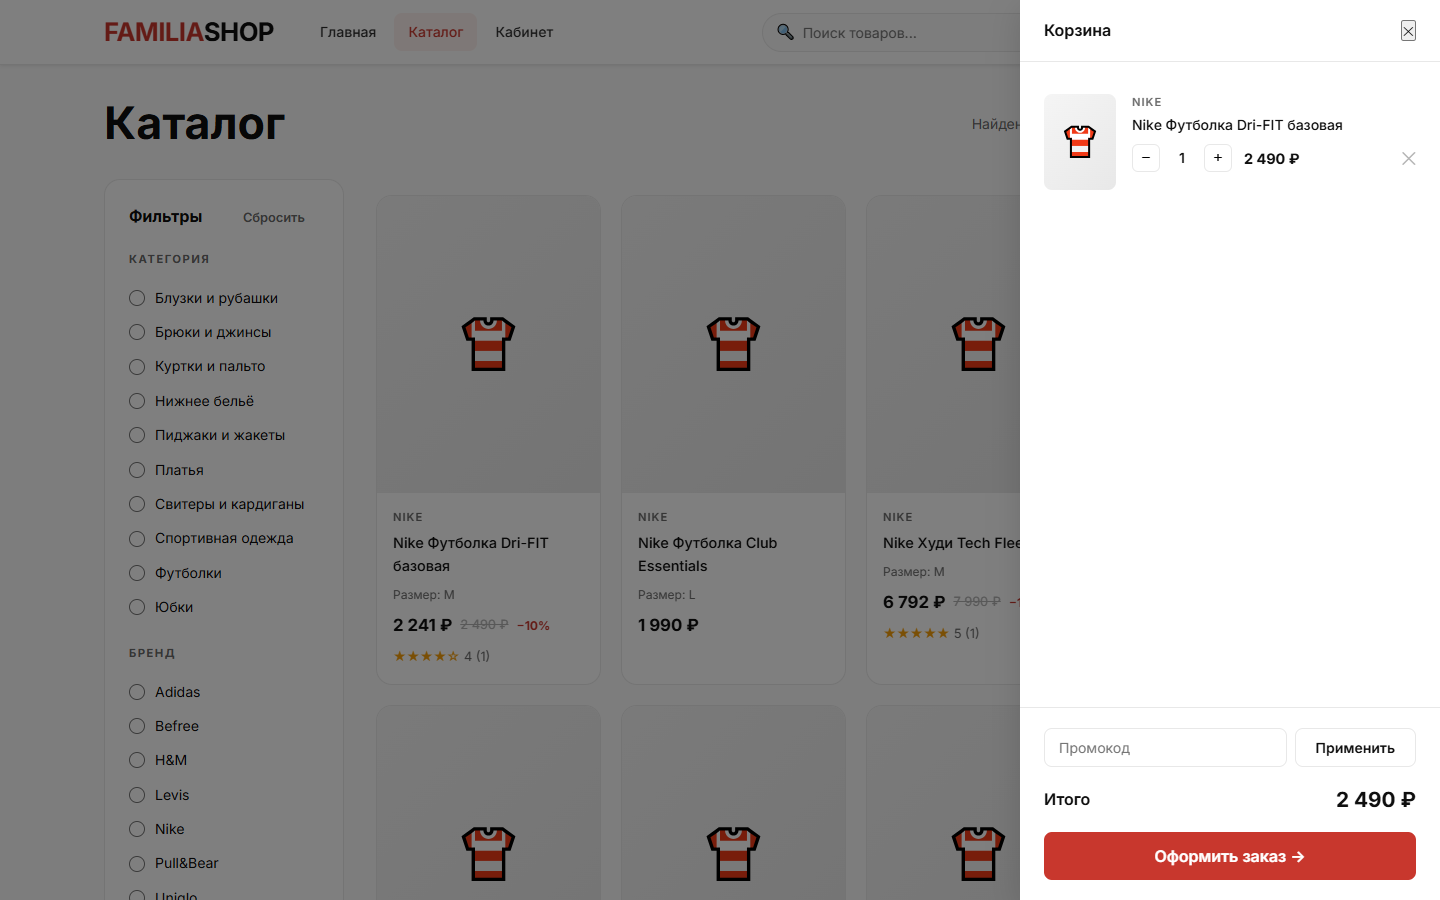 FAMILIASHOP
Главная
Каталог
Кабинет
Поиск товаров...
Каталог
Найден
Фильтры
Сбросить
КАТЕГОРИЯ
Блузки и рубашки
Брюки и джинсы
Куртки и пальто
Нижнее бельё
Пиджаки и жакеты
Платья
Свитеры и кардиганы
Спортивная одежда
Футболки
Юбки
БРЕНД
Adidas
Befree
H&M
Levis
Nike
Pull&Bear
Uniqlo
NIKE
Nike Футболка Dri-FIT
базовая
Размер: M
2 241 ₽ 2 490 ₽ −10%
★★★★☆ 4 (1)
NIKE
Nike Футболка Club
Essentials
Размер: L
1 990 ₽
NIKE
Nike Худи Tech Flee
Размер: M
6 792 ₽ 7 990 ₽ −1
★★★★★ 5 (1)
Корзина
NIKE
Nike Футболка Dri-FIT базовая
− 1 + 2 490 ₽
Промокод
Применить
Итого
2 490 ₽
Оформить заказ →